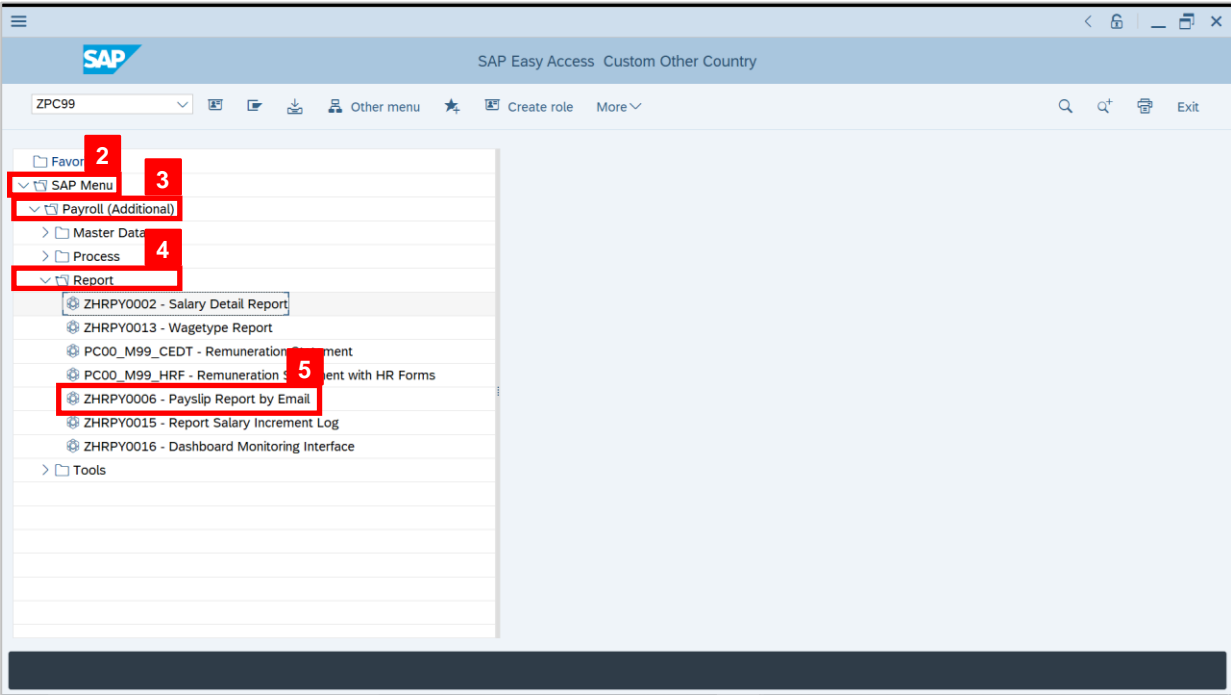 SAP
SAP Easy Access Custom Other Country
ZPC99 Other menu Create role More Exit
Favor
2
SAP Menu
3
Payroll (Additional)
Master Data
4
Process
Report
ZHRPY0002 - Salary Detail Report
ZHRPY0013 - Wagetype Report
PC00_M99_CEDT - Remuneration ment
5
PC00_M99_HRF - Remuneration S ent with HR Forms
ZHRPY0006 - Payslip Report by Email
ZHRPY0015 - Report Salary Increment Log
ZHRPY0016 - Dashboard Monitoring Interface
Tools